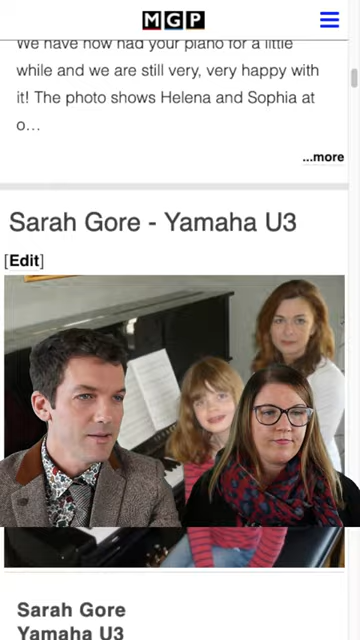 MGP
We have now had your piano for a little
while and we are still very, very happy with
it! The photo shows Helena and Sophia at
o…
...more
Sarah Gore - Yamaha U3
[Edit]
Sarah Gore
Yamaha U3